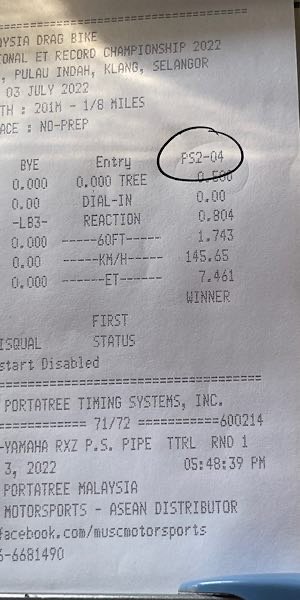 YSIA DRAG BIKE
ONAL ET RECORD CHAMPIONSHIP 2022
, PULAU INDAH, KLANG, SELANGOR
03 JULY 2022
TH : 201M - 1/8 MILES
ACE : NO-PREP
BYE Entry PS2-04
0.000 0.000 TREE 0.500
0.00 DIAL-IN 0.00
-LB3- REACTION 0.804
0.000 ------60FT------ 1.743
0.00 ------KM/H------ 145.65
0.000 -------ET------- 7.461
WINNER
FIRST
ISQUAL STATUS
start Disabled
PORTATREE TIMING SYSTEMS, INC.
============ 71/72 ===========600214
-YAMAHA RXZ P.S. PIPE TTRL RND 1
3, 2022 05:48:39 PM
PORTATREE MALAYSIA
MOTORSPORTS - ASEAN DISTRIBUTOR
facebook.com/muscmotorsports
6-6681490